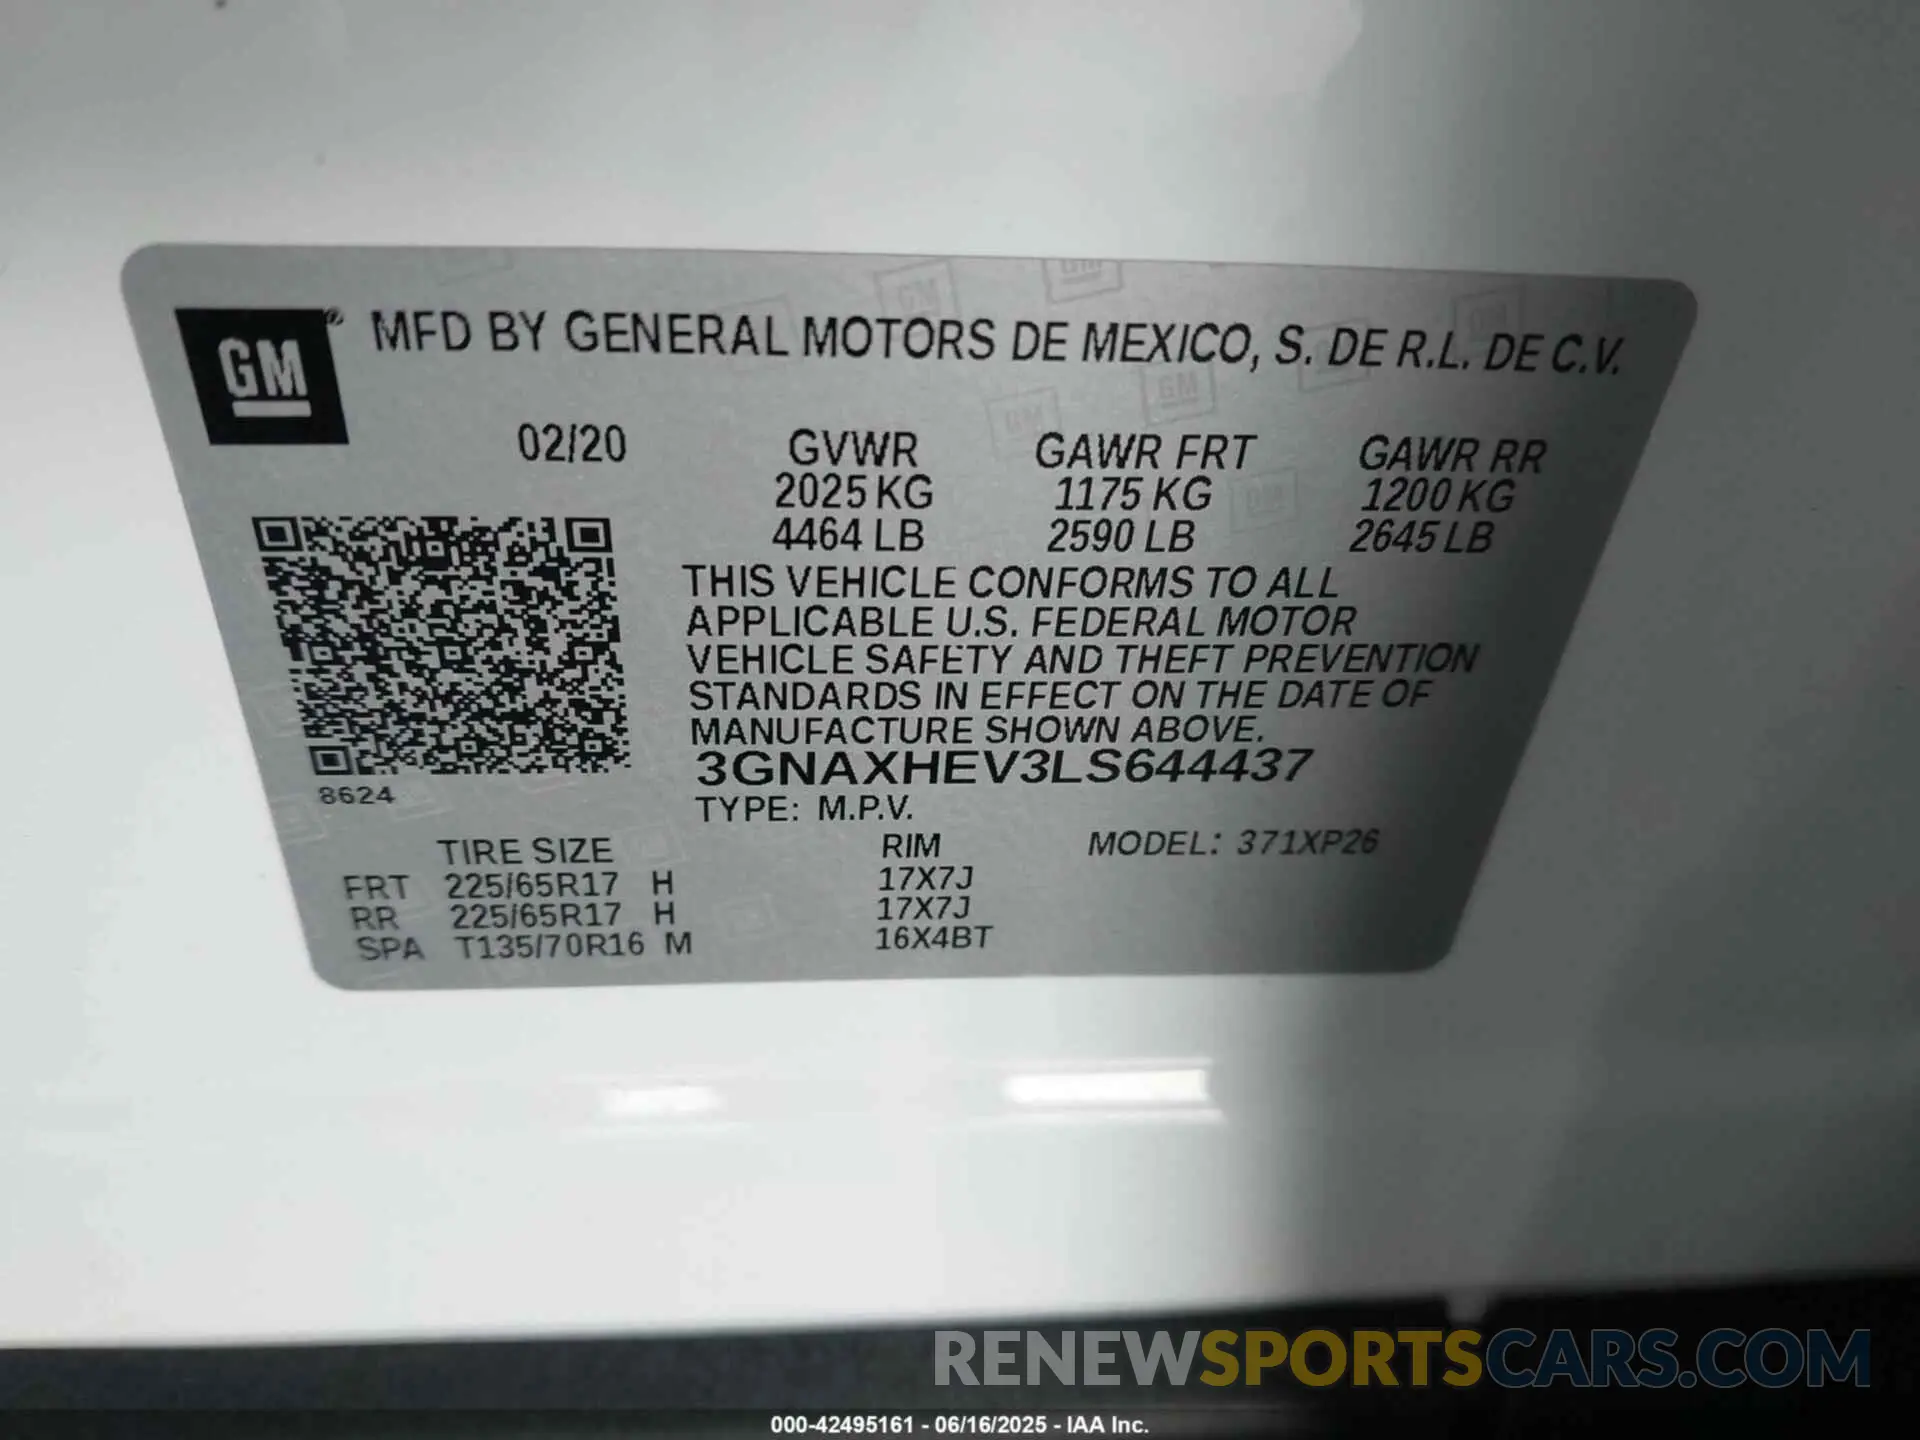 GM® MFD BY GENERAL MOTORS DE MEXICO, S. DE R.L. DE C.V.
02/20 GVWR GAWR FRT GAWR RR
2025 KG 1175 KG 1200 KG
4464 LB 2590 LB 2645 LB
THIS VEHICLE CONFORMS TO ALL
APPLICABLE U.S. FEDERAL MOTOR
VEHICLE SAFETY AND THEFT PREVENTION
STANDARDS IN EFFECT ON THE DATE OF
MANUFACTURE SHOWN ABOVE.
3GNAXHEV3LS644437
8624
TYPE: M.P.V.
TIRE SIZE RIM MODEL: 371XP26
FRT 225/65R17 H 17X7J
RR 225/65R17 H 17X7J
SPA T135/70R16 M 16X4BT
RENEWSPORTSCARS.COM
000-42495161 - 06/16/2025 - IAA Inc.